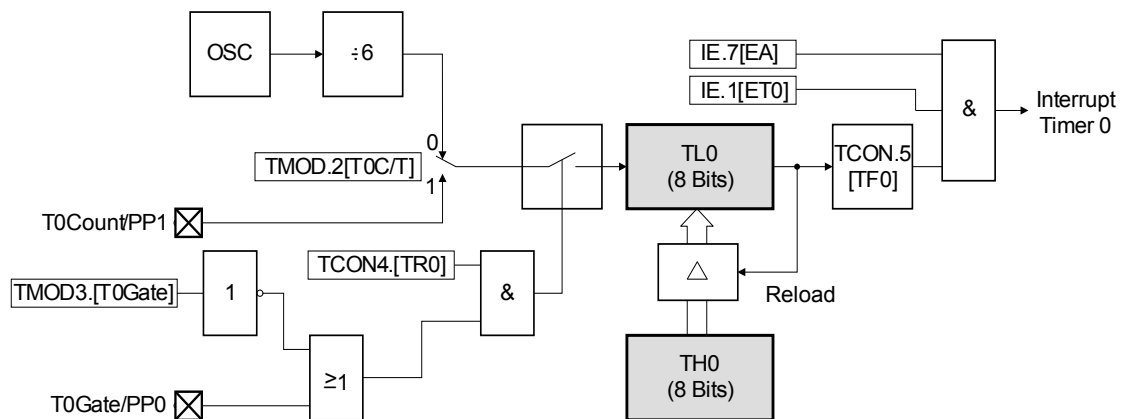 OSC
÷6
IE.7[EA]
IE.1[ET0]
&
Interrupt
Timer 0
0
TMOD.2[T0C/T]
1
TL0
(8 Bits)
TCON.5
[TF0]
T0Count/PP1
TCON4.[TR0]
&
△
Reload
TMOD3.[T0Gate]
1
≥1
TH0
(8 Bits)
T0Gate/PP0